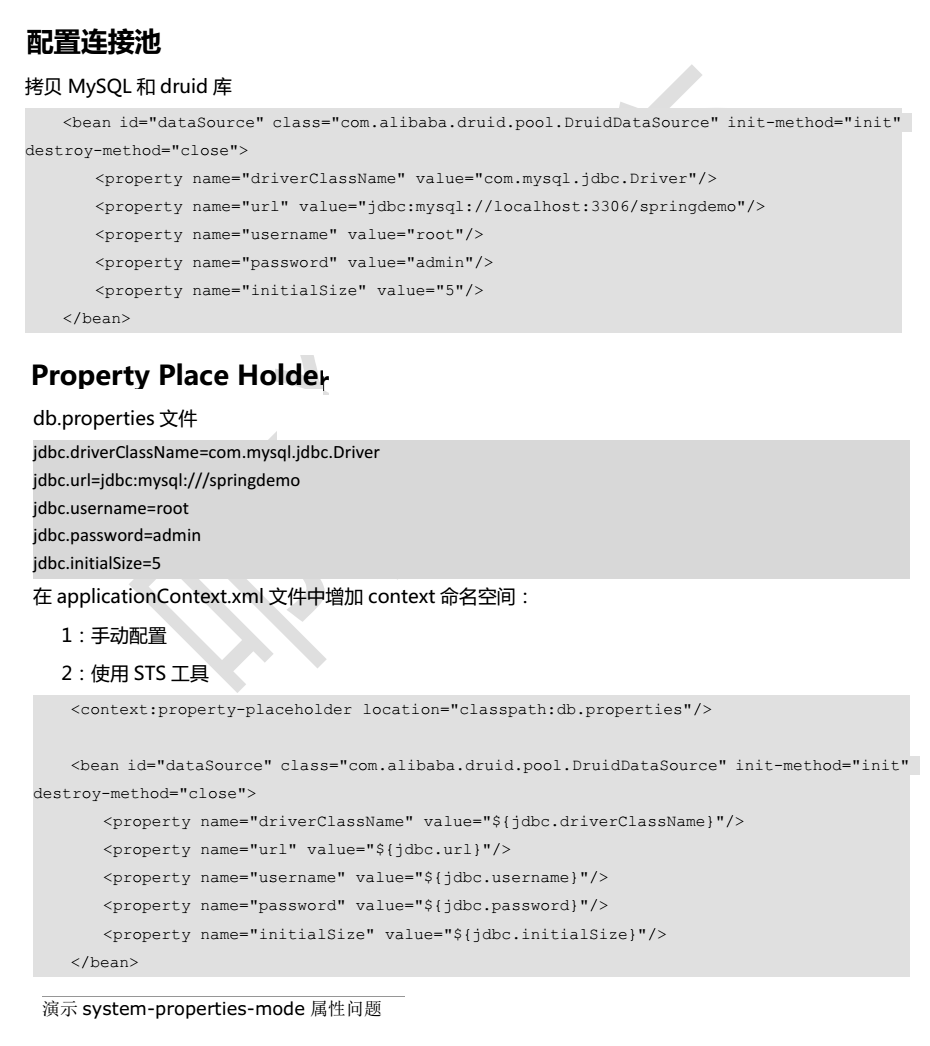 配置连接池
拷贝 MySQL 和 druid 库
<bean id="dataSource" class="com.alibaba.druid.pool.DruidDataSource" init-method="init"
destroy-method="close">
<property name="driverClassName" value="com.mysql.jdbc.Driver"/>
<property name="url" value="jdbc:mysql://localhost:3306/springdemo"/>
<property name="username" value="root"/>
<property name="password" value="admin"/>
<property name="initialSize" value="5"/>
</bean>
Property Place Holder
db.properties 文件
jdbc.driverClassName=com.mysql.jdbc.Driver
jdbc.url=jdbc:mysql:///springdemo
jdbc.username=root
jdbc.password=admin
jdbc.initialSize=5
在 applicationContext.xml 文件中增加 context 命名空间：
1：手动配置
2：使用 STS 工具
<context:property-placeholder location="classpath:db.properties"/>
<bean id="dataSource" class="com.alibaba.druid.pool.DruidDataSource" init-method="init"
destroy-method="close">
<property name="driverClassName" value="${jdbc.driverClassName}"/>
<property name="url" value="${jdbc.url}"/>
<property name="username" value="${jdbc.username}"/>
<property name="password" value="${jdbc.password}"/>
<property name="initialSize" value="${jdbc.initialSize}"/>
</bean>
演示 system-properties-mode 属性问题